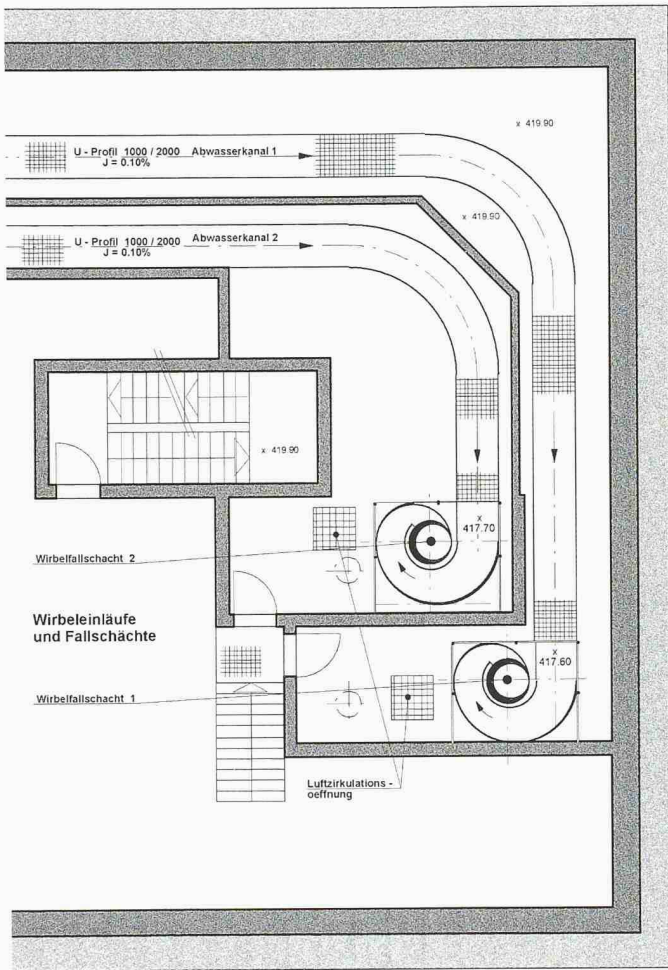 x 419.90
U - Profil 1000 / 2000 Abwasserkanal 1
J = 0.10%
x 419.90
U - Profil 1000 / 2000 Abwasserkanal 2
J = 0.10%
x 419.90
x
417.70
Wirbelfallschacht 2
Wirbeleinläufe
und Fallschächte
x
417.60
Wirbelfallschacht 1
Luftzirkulations -
oeffnung